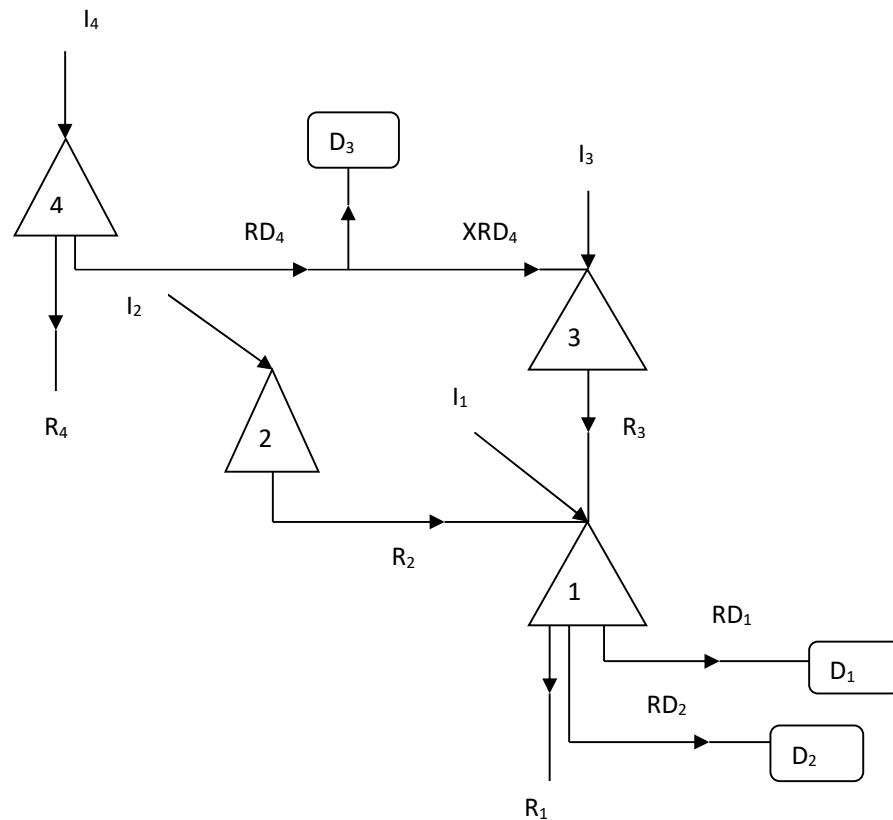 I₄
D₃
I₃
4
RD₄
XRD₄
I₂
3
I₁
R₄
2
R₃
R₂
1
RD₁
D₁
RD₂
D₂
R₁